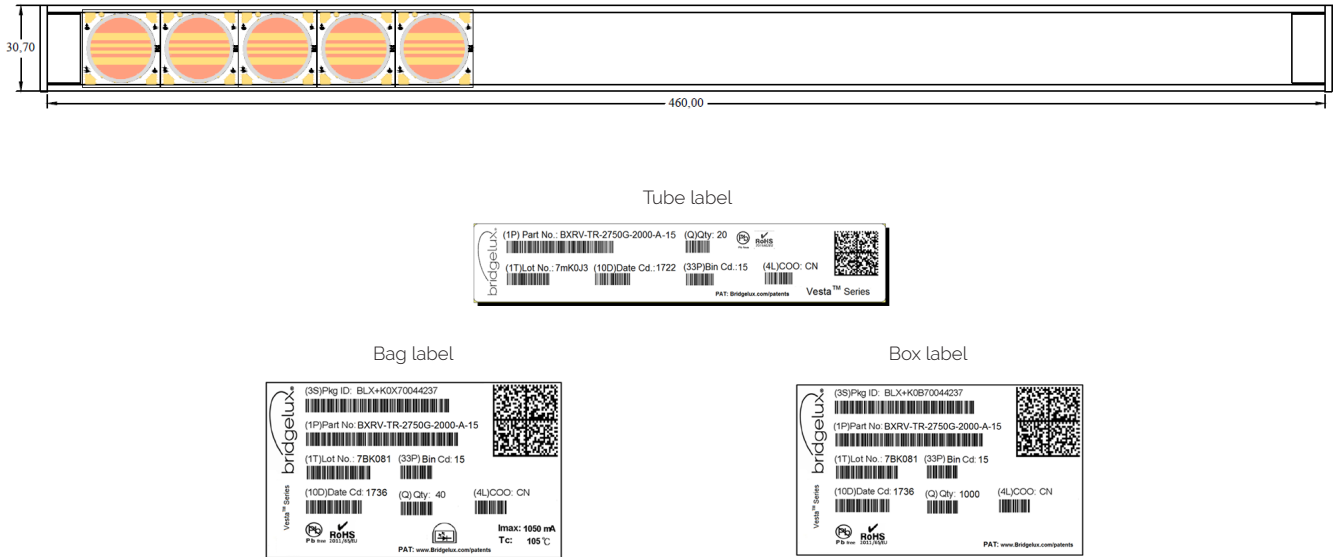 30,70
460,00
Tube label
bridgelux.
(1P) Part No.: BXRV-TR-2750G-2000-A-15 (Q)Qty: 20 Pb RoHS
(1T)Lot No.: 7mK0J3 (10D)Date Cd.:1722 (33P)Bin Cd.:15 (4L)COO: CN
PAT: Bridgelux.com/patents Vesta™ Series
Bag label
bridgelux.
Vesta™ Series
(3S)Pkg ID: BLX+K0X70044237
(1P)Part No: BXRV-TR-2750G-2000-A-15
(1T)Lot No.: 7BK081 (33P) Bin Cd: 15
(10D)Date Cd: 1736 (Q) Qty: 40 (4L)COO: CN
Pb RoHS Imax: 1050 mA
Pb free 2011/65/EU Tc: 105℃
PAT: www.Bridgelux.com/patents
Box label
bridgelux.
Vesta™ Series
(3S)Pkg ID: BLX+K0B70044237
(1P)Part No: BXRV-TR-2750G-2000-A-15
(1T)Lot No.: 7BK081 (33P) Bin Cd: 15
(10D)Date Cd: 1736 (Q) Qty: 1000 (4L)COO: CN
Pb RoHS
Pb free 2011/65/EU
PAT: www.Bridgelux.com/patents